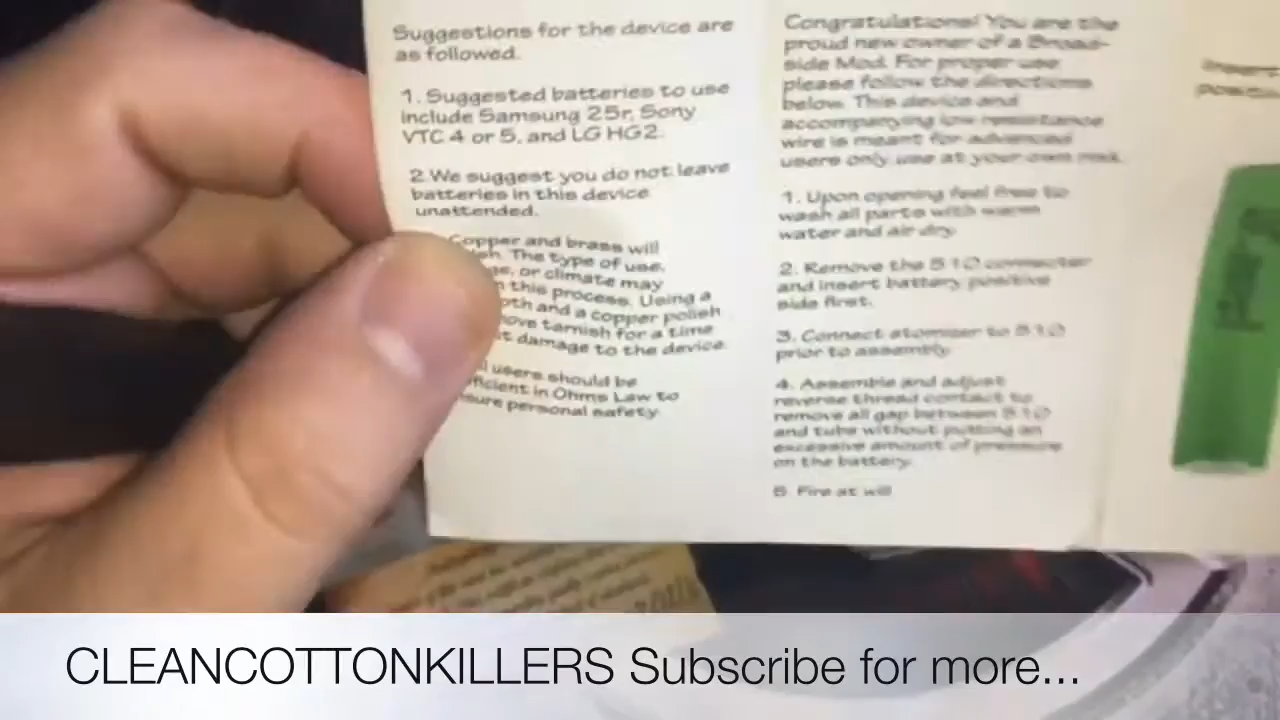 Suggestions for the device are
as followed.
1. Suggested batteries to use
include Samsung 25r, Sony
VTC 4 or 5, and LG HG2.
2.We suggest you do not leave
batteries in this device
unattended.
Copper and brass will
The type of use,
or climate may
this process. Using a
and a copper polish
tarnish for a time
damage to the device.
users should be
in Ohms Law to
personal safety.
Congratulations! You are the
proud new owner of a Broad-
side Mod. For proper use
please follow the directions
below. This device and
accompanying low resistance
wire is meant for advanced
users only use at your own risk.
1. Upon opening feel free to
wash all parts with warm
water and air dry.
2. Remove the 510 connector
and insert battery, positive
side first.
3. Connect atomizer to 510
prior to assembly.
4. Assemble and adjust
reverse thread contact to
remove all gap between 510
and tube without putting an
excessive amount of pressure
on the battery.
5. Fire at will
CLEANCOTTONKILLERS Subscribe for more...